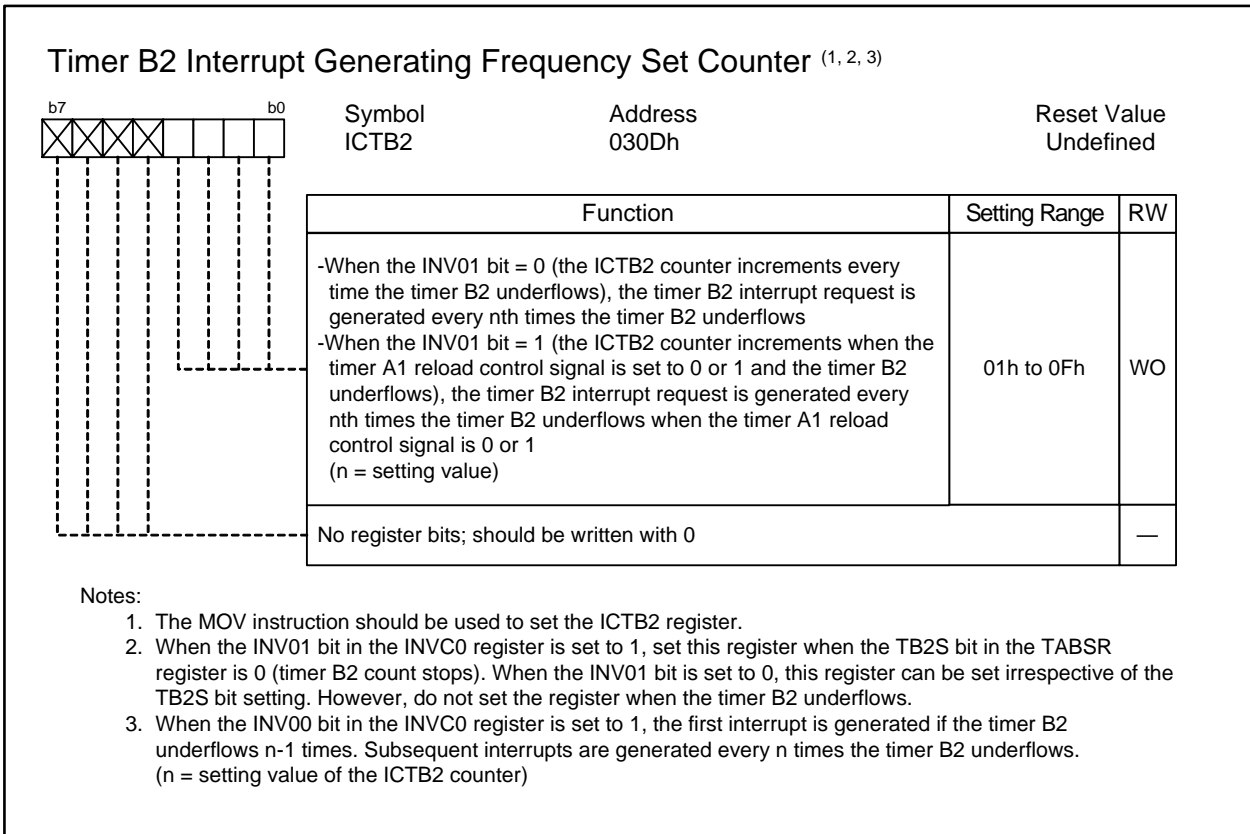 Timer B2 Interrupt Generating Frequency Set Counter (1, 2, 3)
b7 b0
Symbol Address Reset Value
ICTB2 030Dh Undefined
Function Setting Range RW
-When the INV01 bit = 0 (the ICTB2 counter increments every
time the timer B2 underflows), the timer B2 interrupt request is
generated every nth times the timer B2 underflows
-When the INV01 bit = 1 (the ICTB2 counter increments when the
timer A1 reload control signal is set to 0 or 1 and the timer B2
underflows), the timer B2 interrupt request is generated every
nth times the timer B2 underflows when the timer A1 reload
control signal is 0 or 1
(n = setting value)
01h to 0Fh WO
No register bits; should be written with 0 —
Notes:
1. The MOV instruction should be used to set the ICTB2 register.
2. When the INV01 bit in the INVC0 register is set to 1, set this register when the TB2S bit in the TABSR
register is 0 (timer B2 count stops). When the INV01 bit is set to 0, this register can be set irrespective of the
TB2S bit setting. However, do not set the register when the timer B2 underflows.
3. When the INV00 bit in the INVC0 register is set to 1, the first interrupt is generated if the timer B2
underflows n-1 times. Subsequent interrupts are generated every n times the timer B2 underflows.
(n = setting value of the ICTB2 counter)